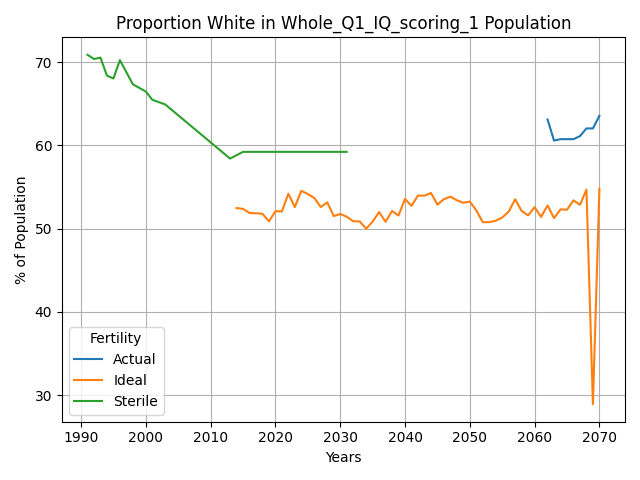 Proportion White in Whole_Q1_IQ_scoring_1 Population
% of Population
70
60
50
40
30
Fertility
Actual
Ideal
Sterile
1990 2000 2010 2020 2030 2040 2050 2060 2070
Years